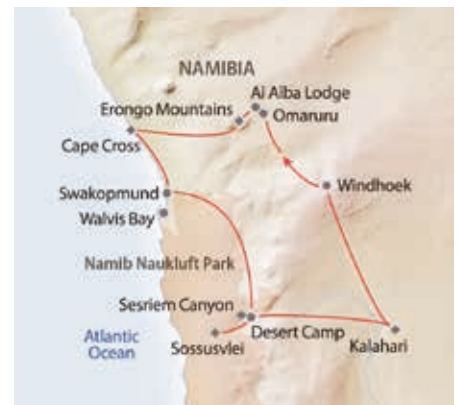 NAMIBIA
Ai Aiba Lodge
Erongo Mountains
Omaruru
Cape Cross
Windhoek
Swakopmund
Walvis Bay
Namib Naukluft Park
Sesriem Canyon
Desert Camp
Atlantic
Ocean
Sossusvlei
Kalahari